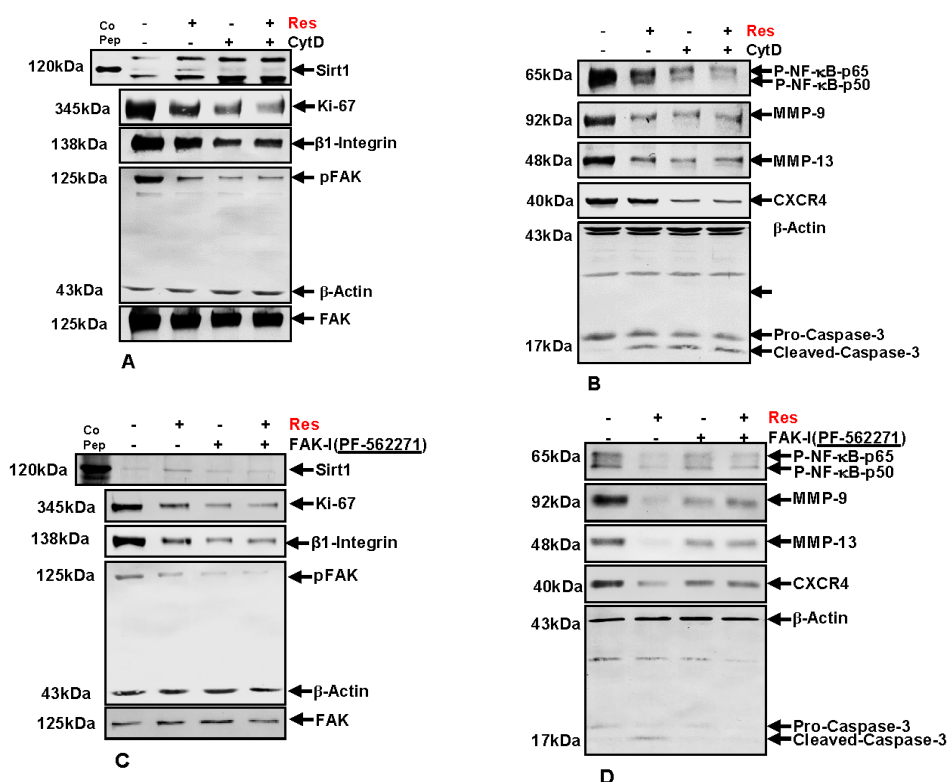 Co - + - + Res
Pep - - + + CytD
120kDa Sirt1
345kDa Ki-67
138kDa β1-Integrin
125kDa pFAK
43kDa β-Actin
125kDa FAK
A
- + - + Res
- - + + CytD
65kDa P-NF-κB-p65
P-NF-κB-p50
92kDa MMP-9
48kDa MMP-13
40kDa CXCR4
43kDa β-Actin
Pro-Caspase-3
17kDa Cleaved-Caspase-3
B
Co - + - + Res
Pep - - + + FAK-I(PF-562271)
120kDa Sirt1
345kDa Ki-67
138kDa β1-Integrin
125kDa pFAK
43kDa β-Actin
125kDa FAK
C
- + - + Res
- - + + FAK-I(PF-562271)
65kDa P-NF-κB-p65
P-NF-κB-p50
92kDa MMP-9
48kDa MMP-13
40kDa CXCR4
43kDa β-Actin
Pro-Caspase-3
17kDa Cleaved-Caspase-3
D